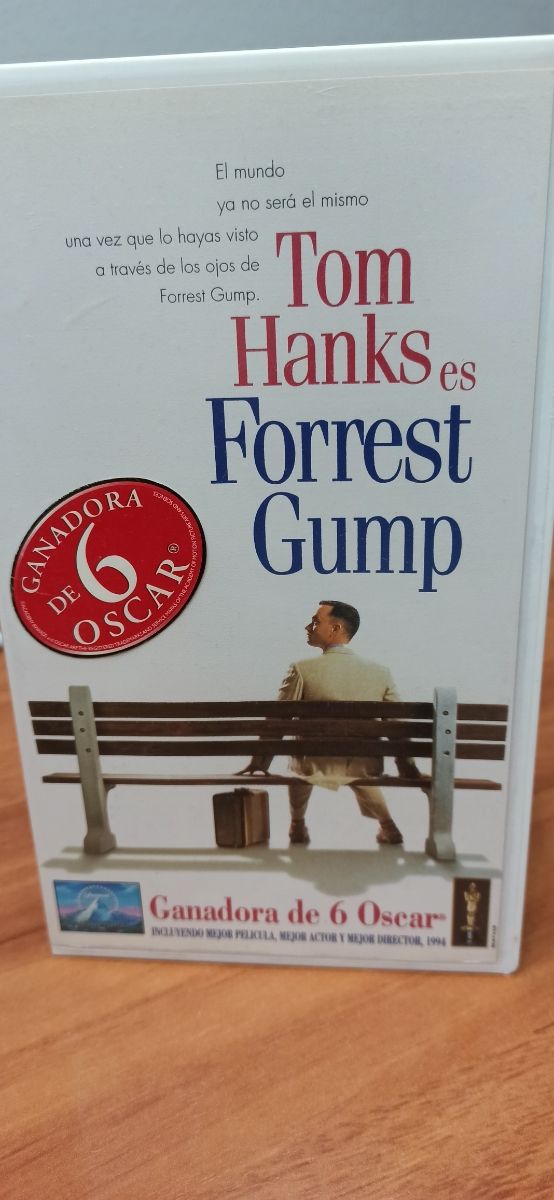 El mundo
ya no será el mismo
una vez que lo hayas visto
a través de los ojos de
Forrest Gump.
Tom
Hanks es
Forrest
Gump
GANADORA
DE 6
OSCAR®
Paramount
Ganadora de 6 Oscar®
INCLUYENDO MEJOR PELICULA, MEJOR ACTOR Y MEJOR DIRECTOR, 1994